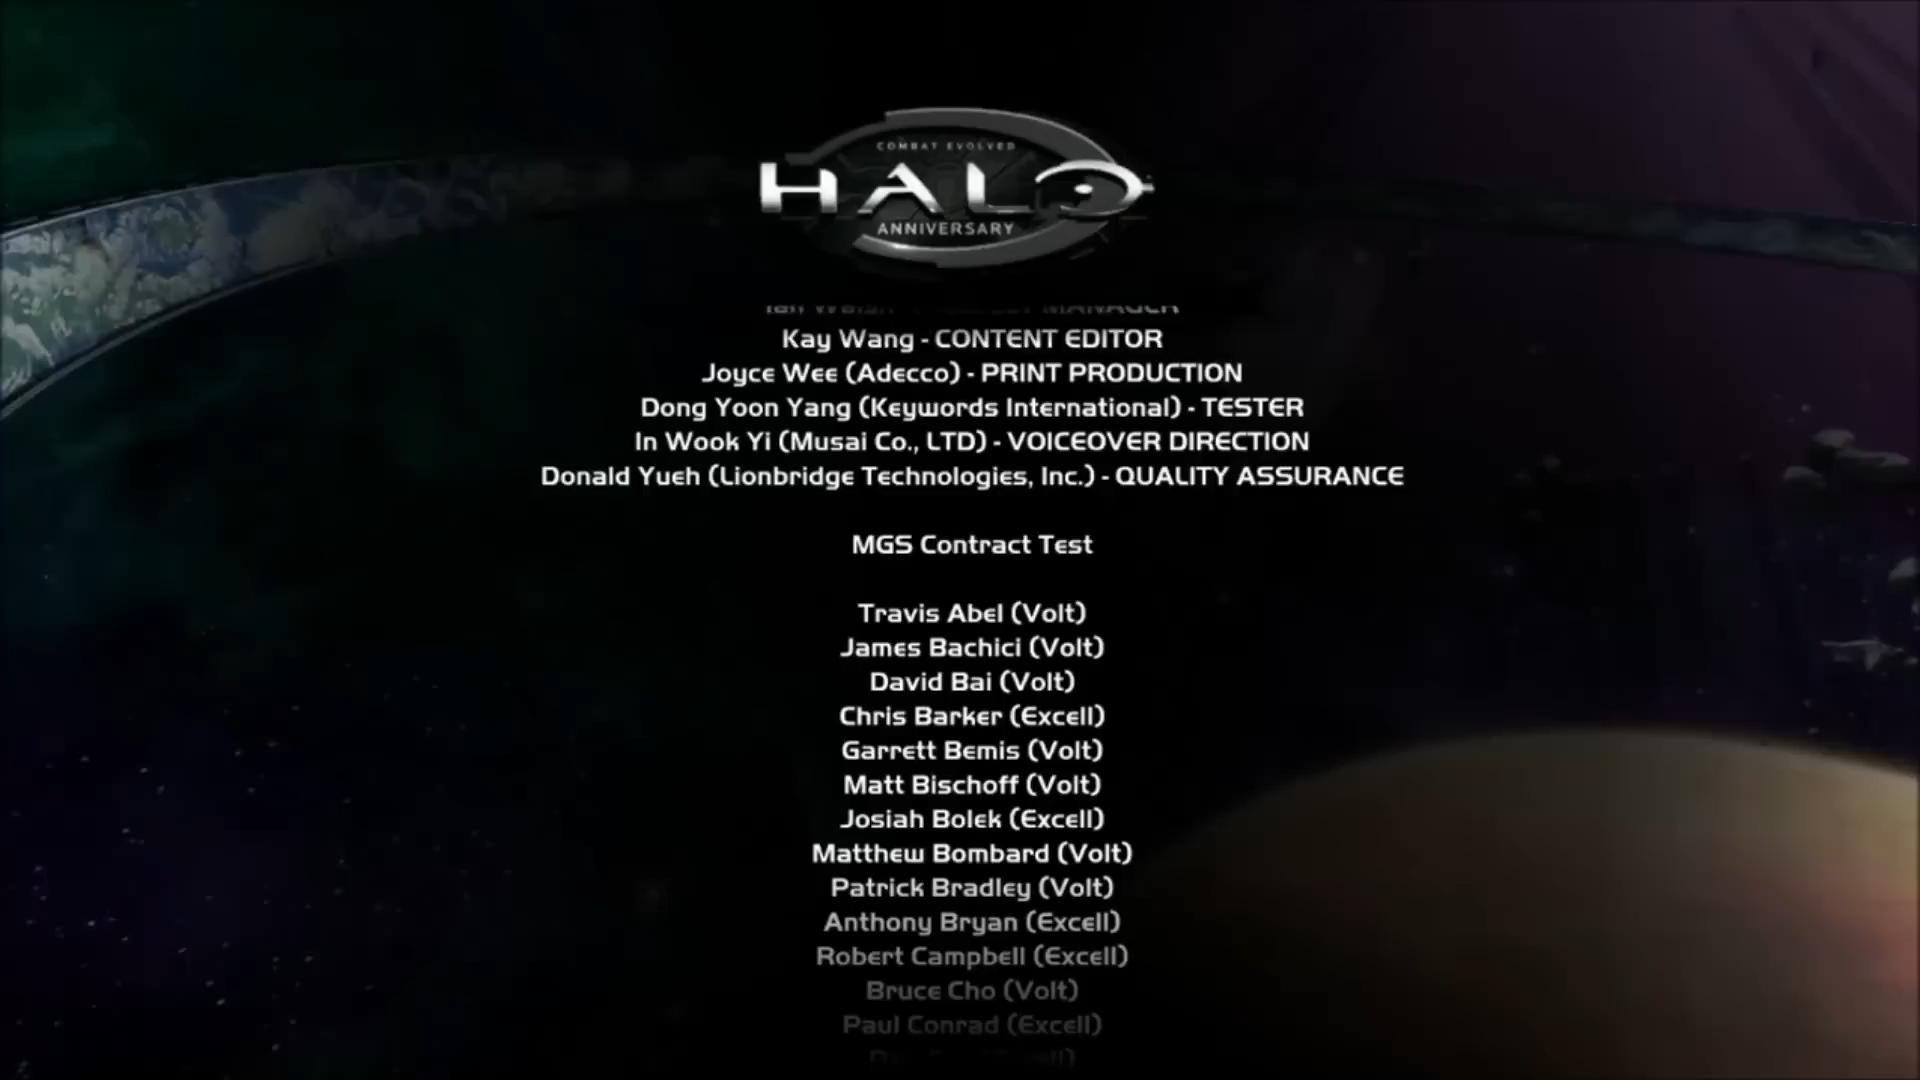 COMBAT EVOLVED
HALO
ANNIVERSARY
Kay Wang - CONTENT EDITOR
Joyce Wee (Adecco) - PRINT PRODUCTION
Dong Yoon Yang (Keywords International) - TESTER
In Wook Yi (Musai Co., LTD) - VOICEOVER DIRECTION
Donald Yueh (Lionbridge Technologies, Inc.) - QUALITY ASSURANCE
MGS Contract Test
Travis Abel (Volt)
James Bachici (Volt)
David Bai (Volt)
Chris Barker (Excell)
Garrett Bemis (Volt)
Matt Bischoff (Volt)
Josiah Bolek (Excell)
Matthew Bombard (Volt)
Patrick Bradley (Volt)
Anthony Bryan (Excell)
Robert Campbell (Excell)
Bruce Cho (Volt)
Paul Conrad (Excell)